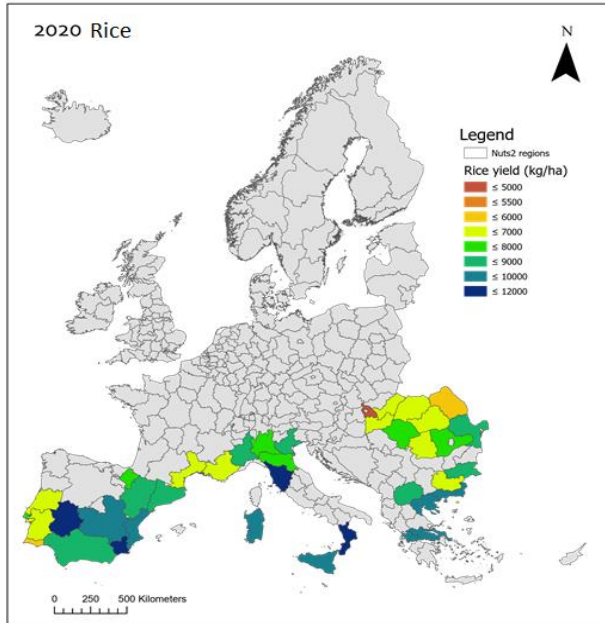 2020 Rice
N
Legend
Nuts2 regions
Rice yield (kg/ha)
≤ 5000
≤ 5500
≤ 6000
≤ 7000
≤ 8000
≤ 9000
≤ 10000
≤ 12000
0 250 500 Kilometers